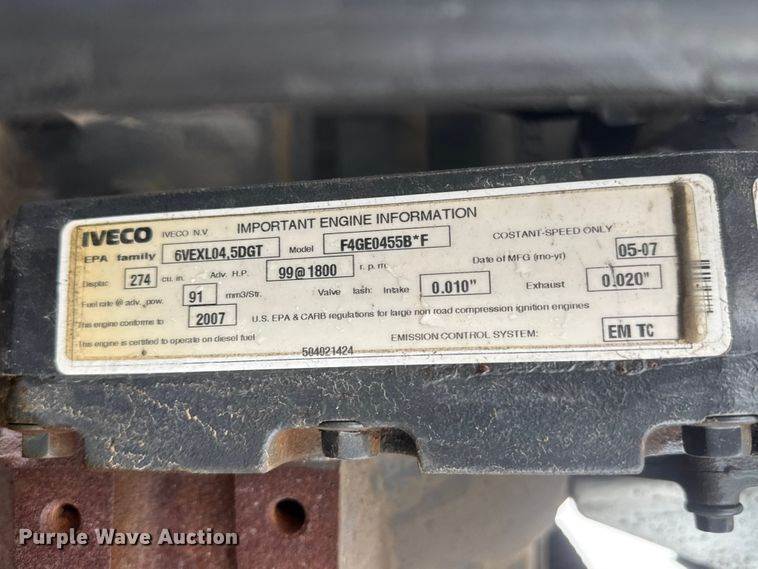 IVECO IVECO N.V IMPORTANT ENGINE INFORMATION
EPA family 6VEXL04.5DGT Model F4GE0455B*F COSTANT-SPEED ONLY
Displac 274 cu. in. Adv. H.P. 99@1800 r. p. m. Date of MFG (mo-yr) 05-07
Fuel rate @ adv. pow. 91 mm3/Str. Valve lash: Intake 0.010" Exhaust 0.020"
This engine conforms to 2007 U.S. EPA & CARB regulations for large non road compression ignition engines
This engine is certified to operate on diesel fuel EMISSION CONTROL SYSTEM: EM TC
504021424
Purple Wave Auction